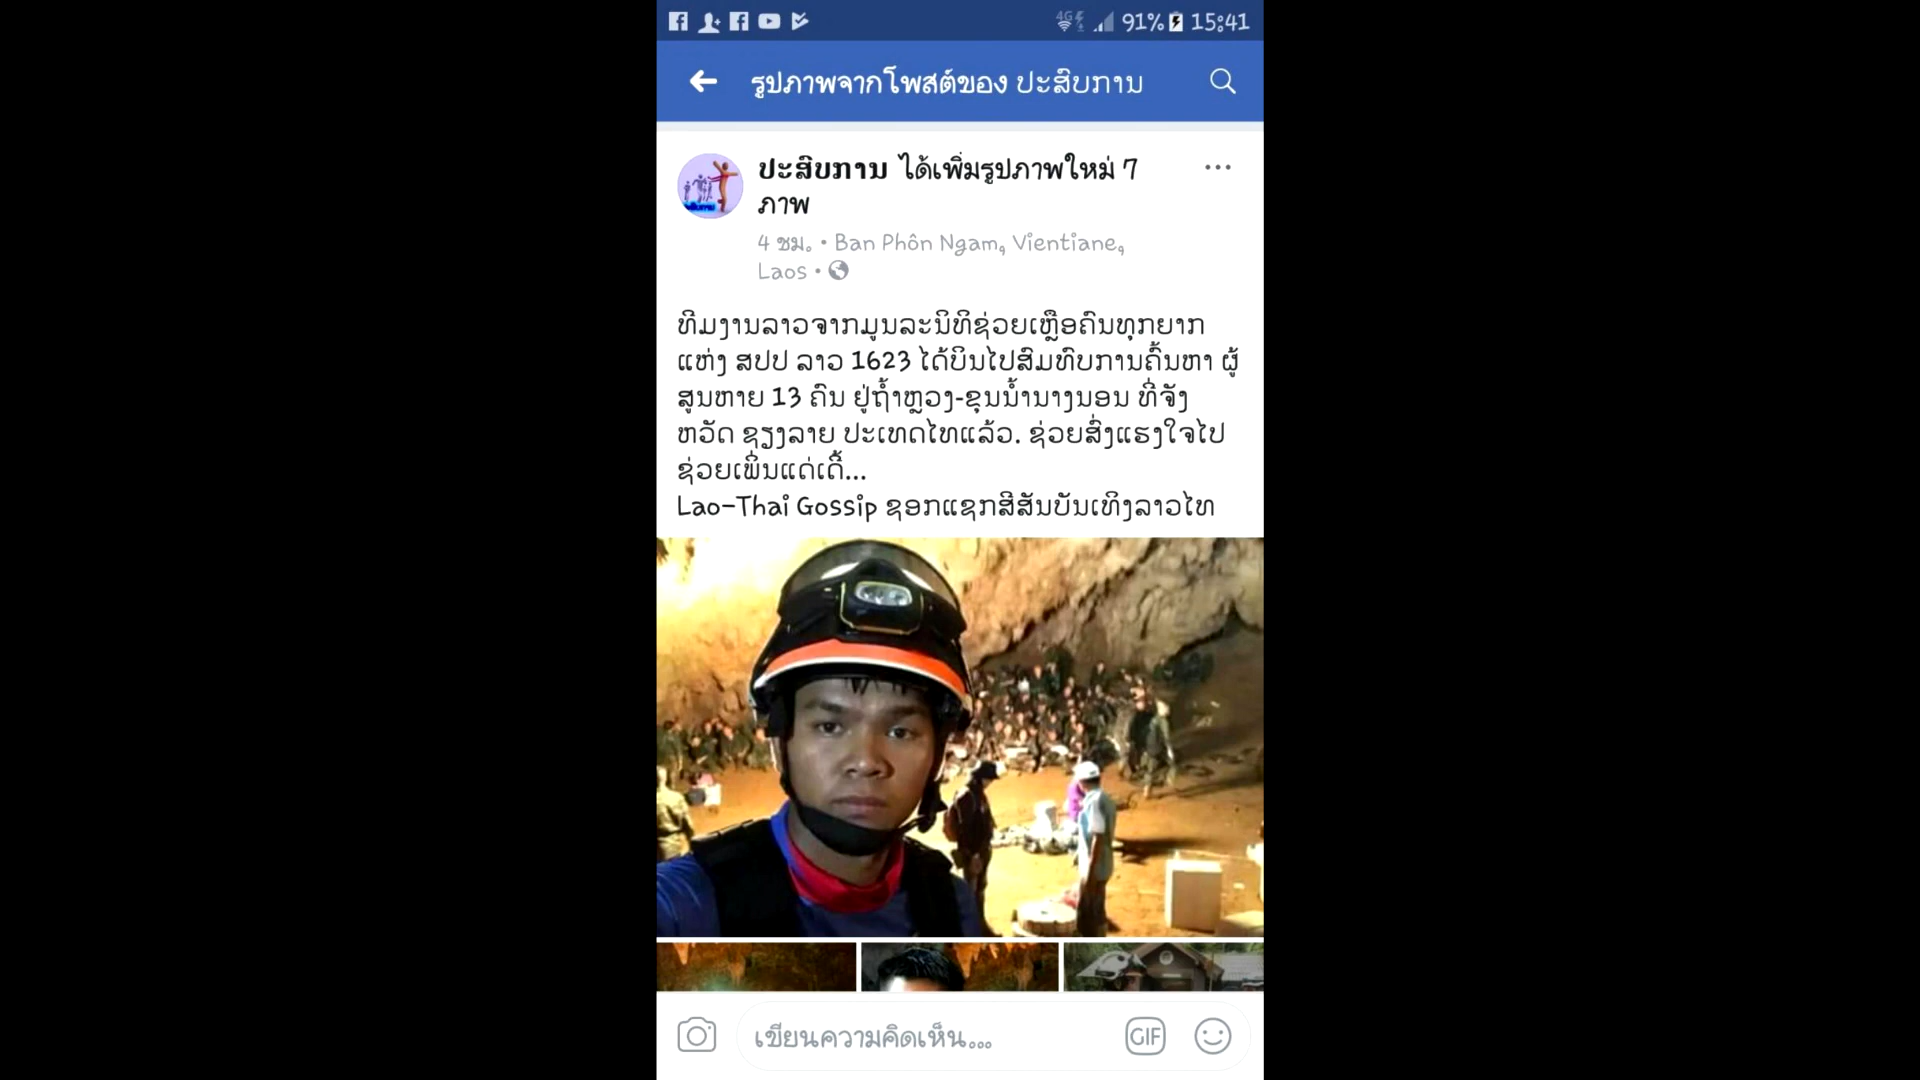 4G 91% 15:41
รูปภาพจากโพสต์ของ ປະສົບການ
ປະສົບການ ได้เพิ่มรูปภาพใหม่ 7
ภาพ
4 ชม. • Ban Phôn Ngam, Vientiane,
Laos •
ທີມງານລາວຈາກມູນລະນິທິຊ່ວຍເຫຼືອຄົນທຸກຍາກ
ແຫ່ງ ສປປ ລາວ 1623 ໄດ້ບິນໄປສົມທົບການຄົ້ນຫາ ຜູ້
ສູນຫາຍ 13 ຄົນ ຢູ່ຖ້ຳຫຼວງ-ຂຸນນ້ຳນາງນອນ ທີ່ຈັງ
ຫວັດ ຊຽງລາຍ ປະເທດໄທແລ້ວ. ຊ່ວຍສົ່ງແຮງໃຈໄປ
ຊ່ວຍເພິ່ນແດ່ເດີ້...
Lao-Thai Gossip ຊອກແຊກສີສັນບັນເທິງລາວໄທ
เขียนความคิดเห็น...
GIF